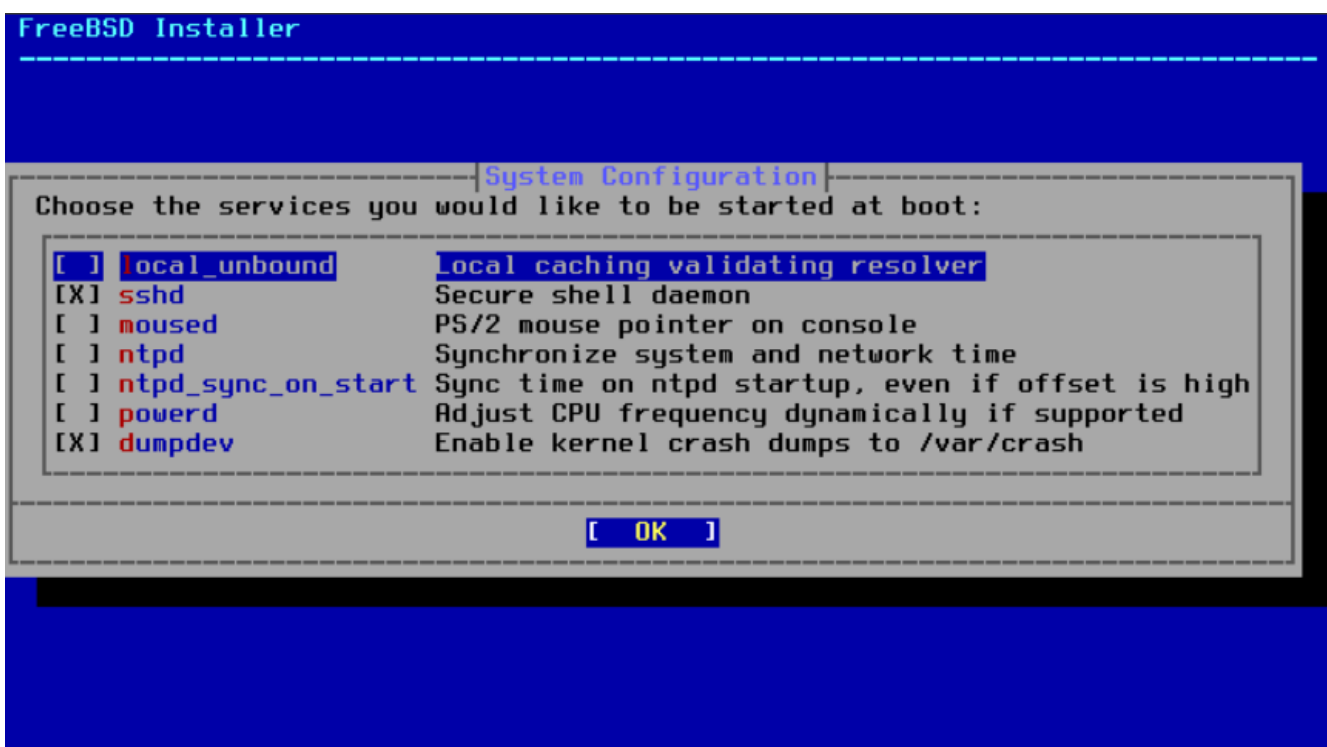 FreeBSD Installer
System Configuration
Choose the services you would like to be started at boot:
[ ] local_unbound Local caching validating resolver
[X] sshd Secure shell daemon
[ ] moused PS/2 mouse pointer on console
[ ] ntpd Synchronize system and network time
[ ] ntpd_sync_on_start Sync time on ntpd startup, even if offset is high
[ ] powerd Adjust CPU frequency dynamically if supported
[X] dumpdev Enable kernel crash dumps to /var/crash
[ OK ]